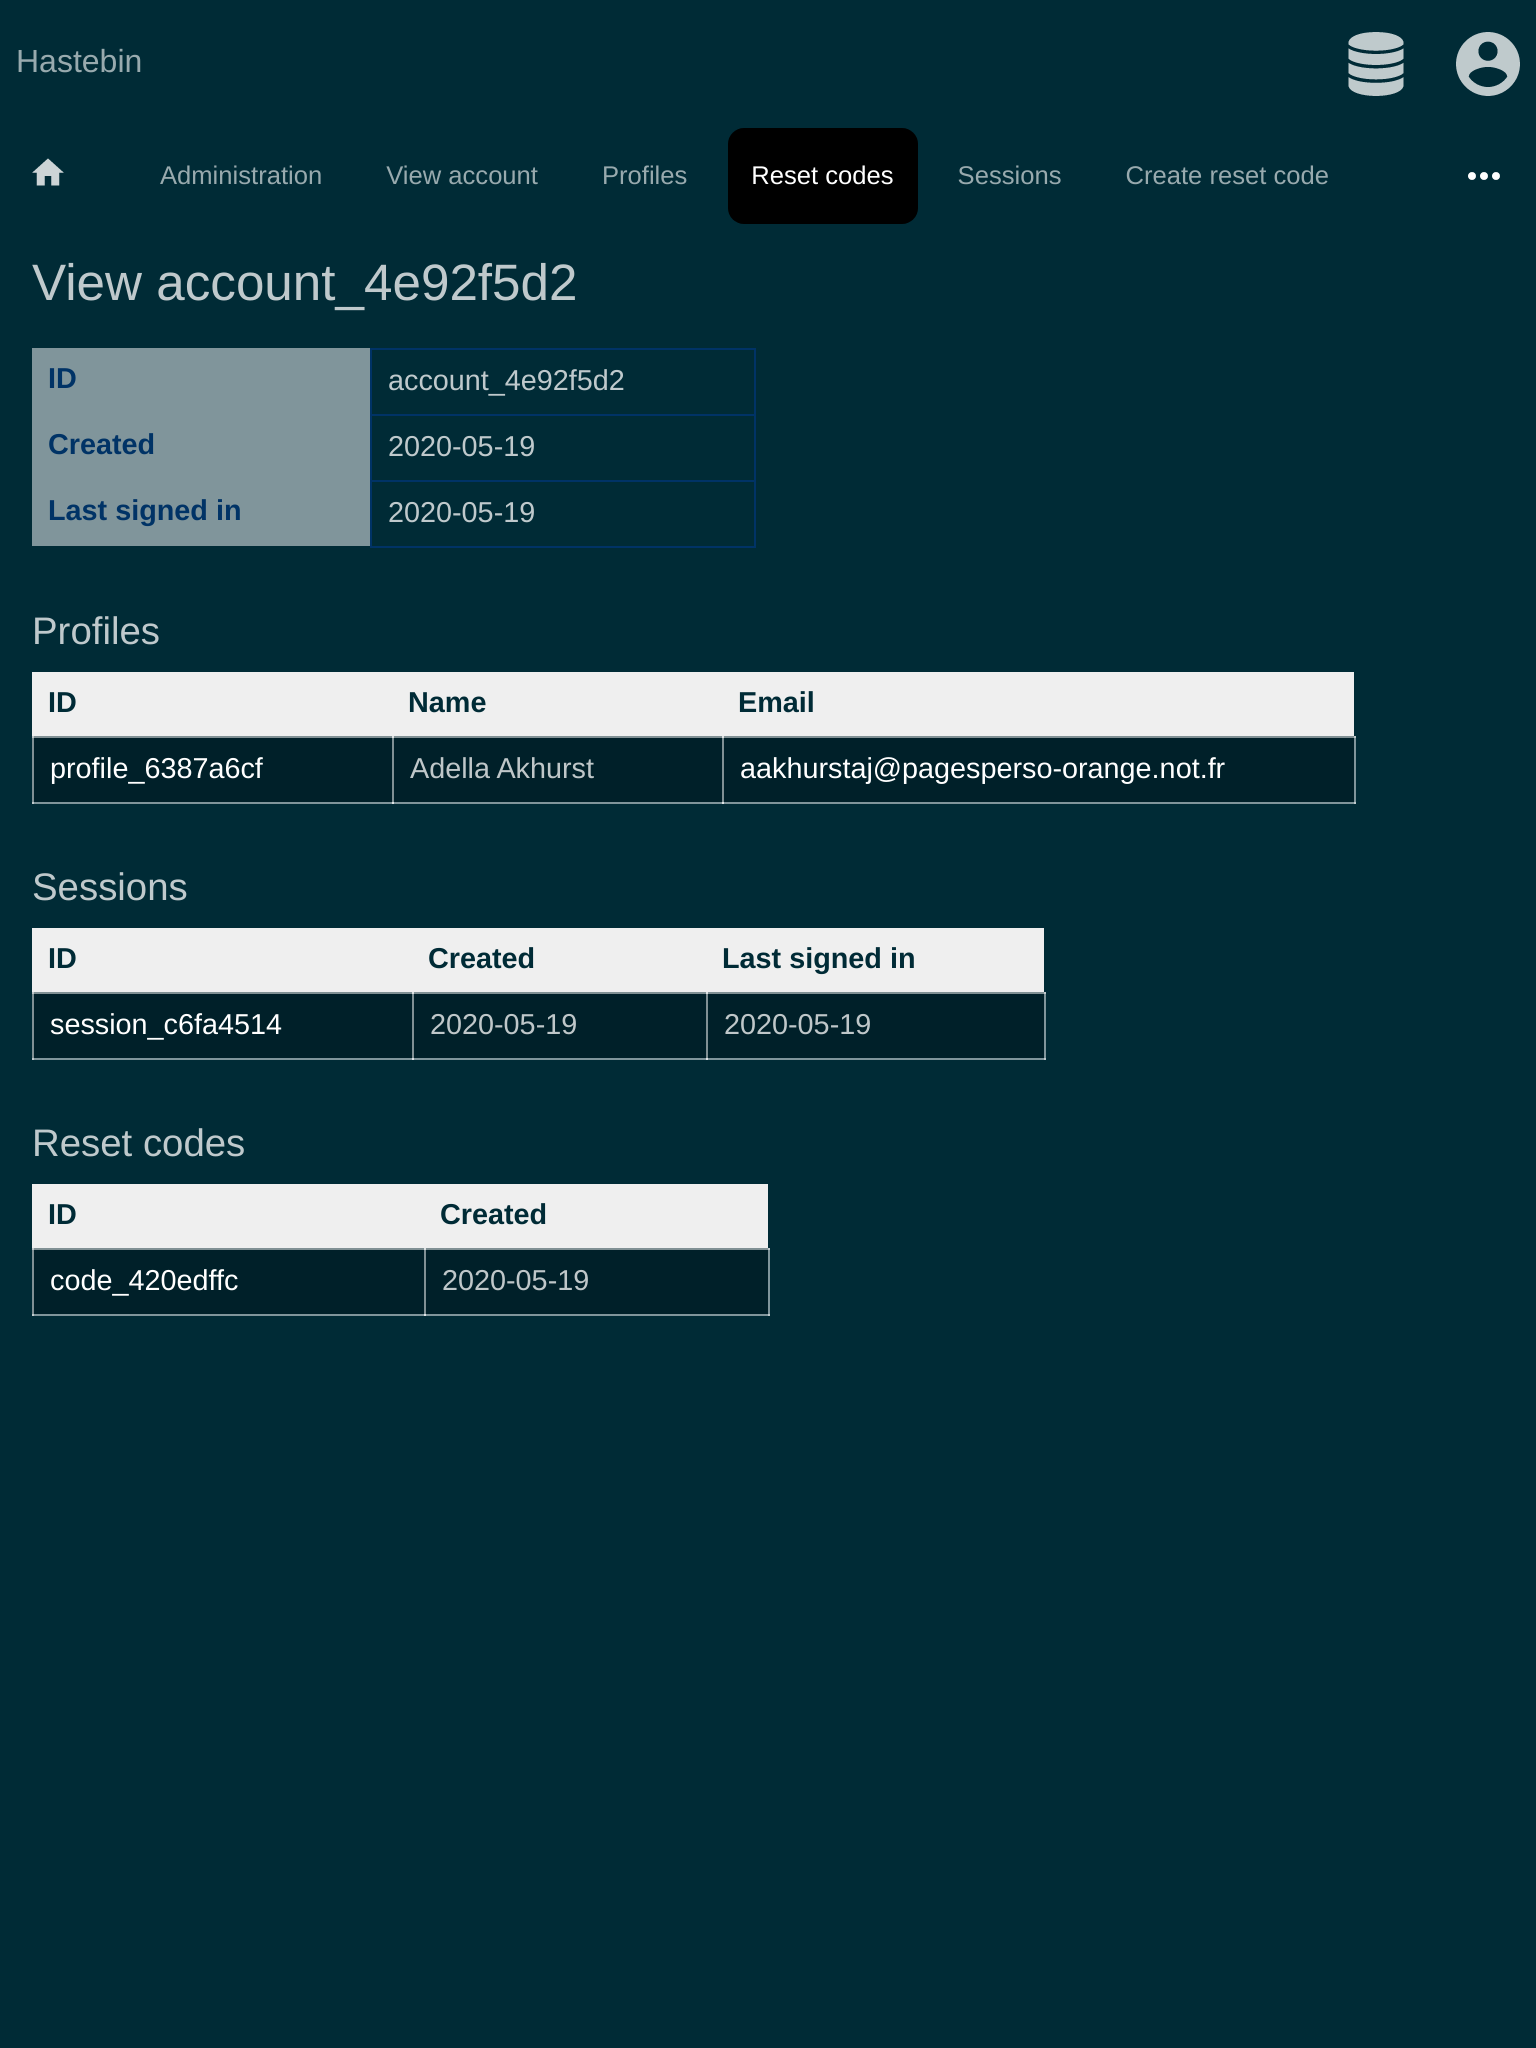 Hastebin
Administration View account Profiles Reset codes Sessions Create reset code
View account_4e92f5d2
ID account_4e92f5d2
Created 2020-05-19
Last signed in 2020-05-19
Profiles
ID Name Email
profile_6387a6cf Adella Akhurst aakhurstaj@pagesperso-orange.not.fr
Sessions
ID Created Last signed in
session_c6fa4514 2020-05-19 2020-05-19
Reset codes
ID Created
code_420edffc 2020-05-19